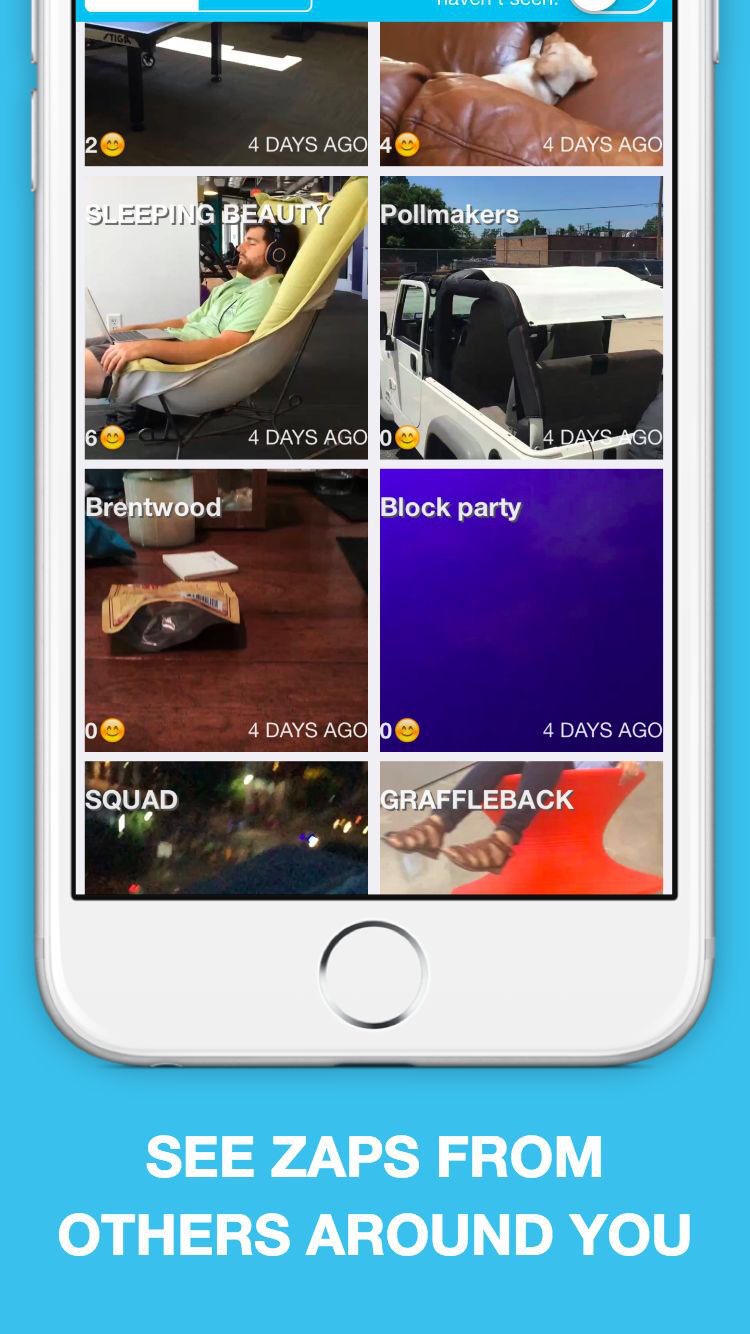 haven't seen:
STIGA
2😊 4 DAYS AGO
4😊 4 DAYS AGO
SLEEPING BEAUTY
Pollmakers
6😊 4 DAYS AGO
0😊 4 DAYS AGO
Brentwood
Block party
0😊 4 DAYS AGO
0😊 4 DAYS AGO
SQUAD
GRAFFLEBACK
SEE ZAPS FROM
OTHERS AROUND YOU